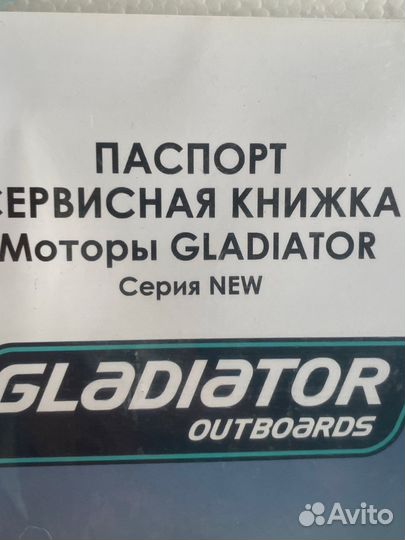 ПАСПОРТ
СЕРВИСНАЯ КНИЖКА
Моторы GLADIATOR
Серия NEW
GLADIATOR
OUTBOARDS
Avito